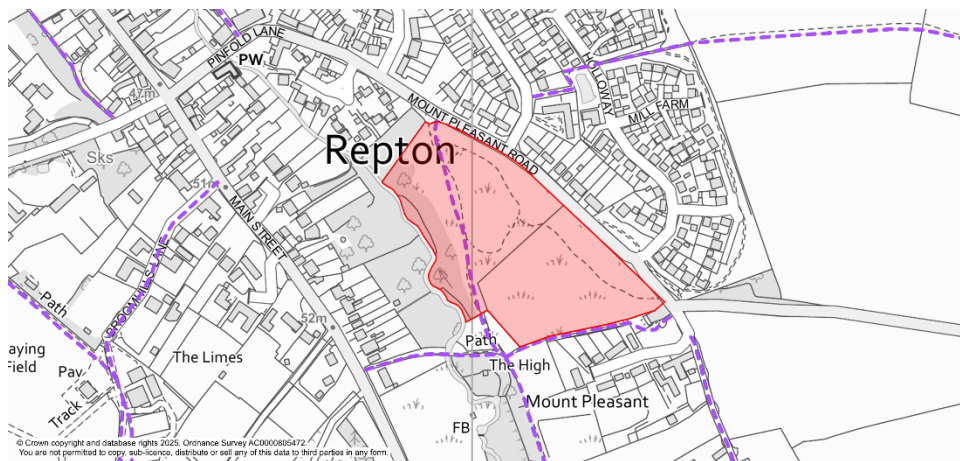 PINFOLD LANE
PW
47m
MOUNT PLEASANT ROAD
HOLLOWAY
MILL FARM
Repton
Sks
51m
MAIN STREET
BROOMHILLS LANE
52m
Path
aying
Field
Pav
Track
The Limes
Path
The High
Mount Pleasant
FB
© Crown copyright and database rights 2025. Ordnance Survey AC0000805472.
You are not permitted to copy, sub-licence, distribute or sell any of this data to third parties in any form.